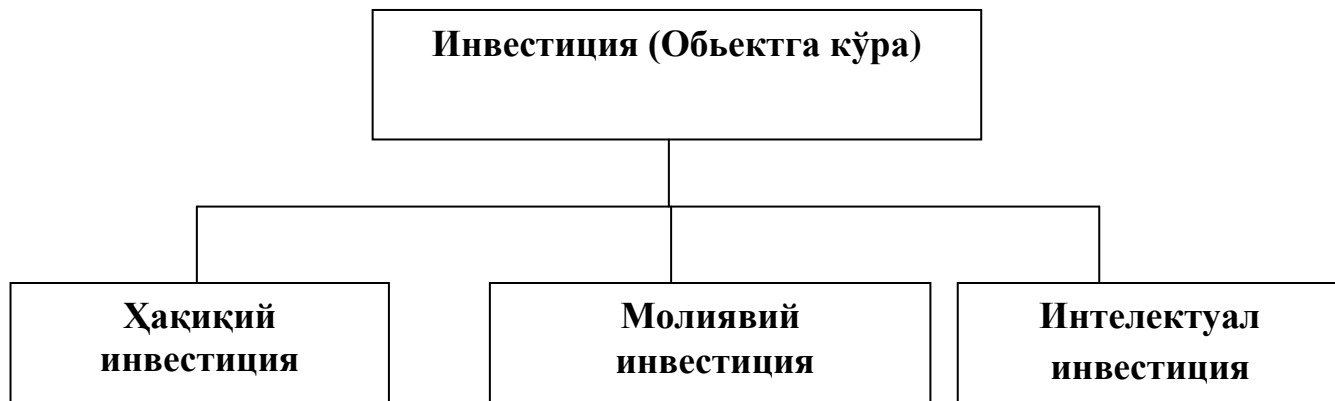 Инвестиция (Обьектга кўра)
Ҳақиқий
инвестиция
Молиявий
инвестиция
Интелектуал
инвестиция